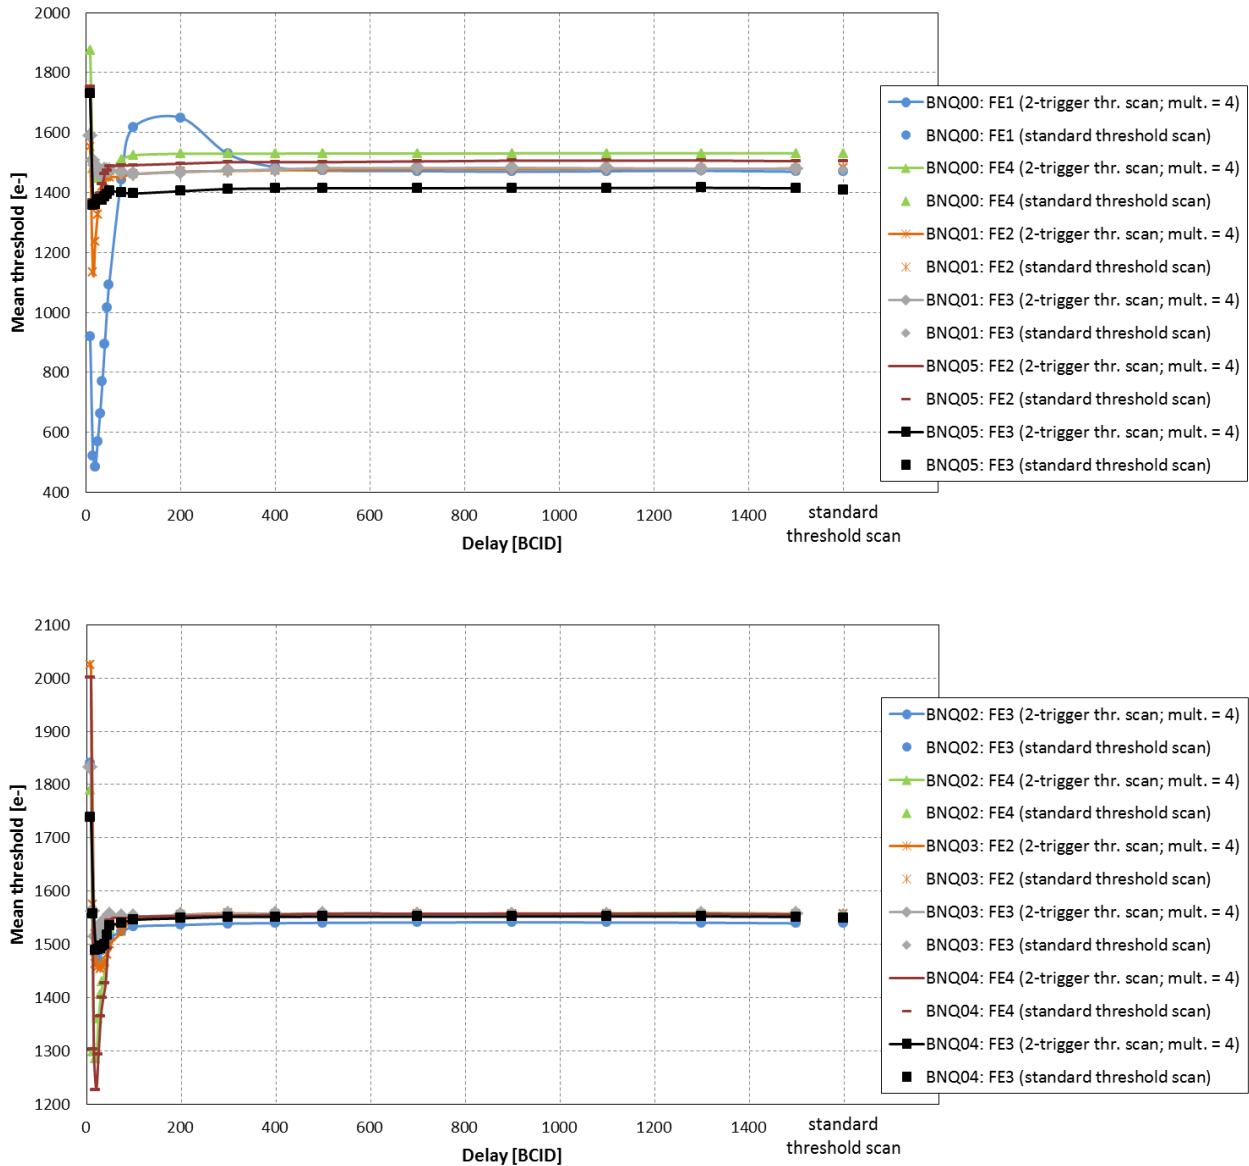 2000
1800
1600
1400
1200
1000
800
600
400
Mean threshold [e-]
0 200 400 600 800 1000 1200 1400 standard
threshold scan
Delay [BCID]
BNQ00: FE1 (2-trigger thr. scan; mult. = 4)
BNQ00: FE1 (standard threshold scan)
BNQ00: FE4 (2-trigger thr. scan; mult. = 4)
BNQ00: FE4 (standard threshold scan)
BNQ01: FE2 (2-trigger thr. scan; mult. = 4)
BNQ01: FE2 (standard threshold scan)
BNQ01: FE3 (2-trigger thr. scan; mult. = 4)
BNQ01: FE3 (standard threshold scan)
BNQ05: FE2 (2-trigger thr. scan; mult. = 4)
BNQ05: FE2 (standard threshold scan)
BNQ05: FE3 (2-trigger thr. scan; mult. = 4)
BNQ05: FE3 (standard threshold scan)
2100
2000
1900
1800
1700
1600
1500
1400
1300
1200
Mean threshold [e-]
0 200 400 600 800 1000 1200 1400 standard
threshold scan
Delay [BCID]
BNQ02: FE3 (2-trigger thr. scan; mult. = 4)
BNQ02: FE3 (standard threshold scan)
BNQ02: FE4 (2-trigger thr. scan; mult. = 4)
BNQ02: FE4 (standard threshold scan)
BNQ03: FE2 (2-trigger thr. scan; mult. = 4)
BNQ03: FE2 (standard threshold scan)
BNQ03: FE3 (2-trigger thr. scan; mult. = 4)
BNQ03: FE3 (standard threshold scan)
BNQ04: FE4 (2-trigger thr. scan; mult. = 4)
BNQ04: FE4 (standard threshold scan)
BNQ04: FE3 (2-trigger thr. scan; mult. = 4)
BNQ04: FE3 (standard threshold scan)